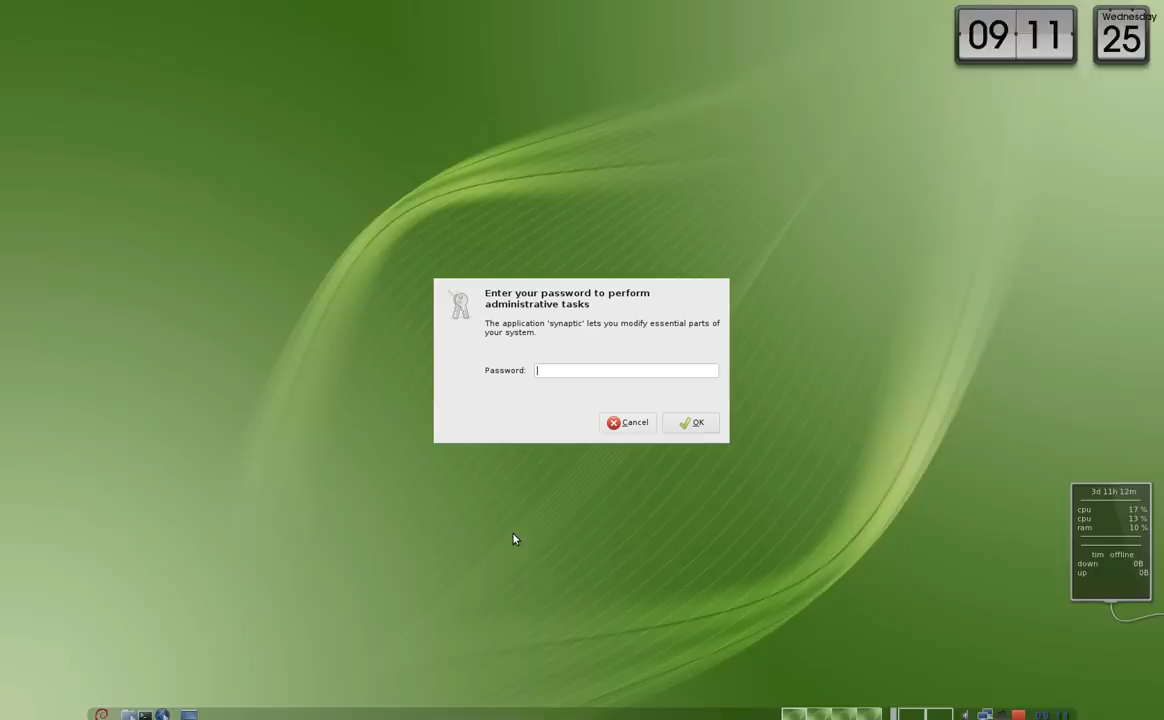 Wednesday
09 11
25
Enter your password to perform
administrative tasks
The application 'synaptic' lets you modify essential parts of
your system.
Password:
Cancel
OK
3d 11h 12m
cpu 17 %
cpu 13 %
ram 10 %
tim offline
down 0B
up 0B
09 11